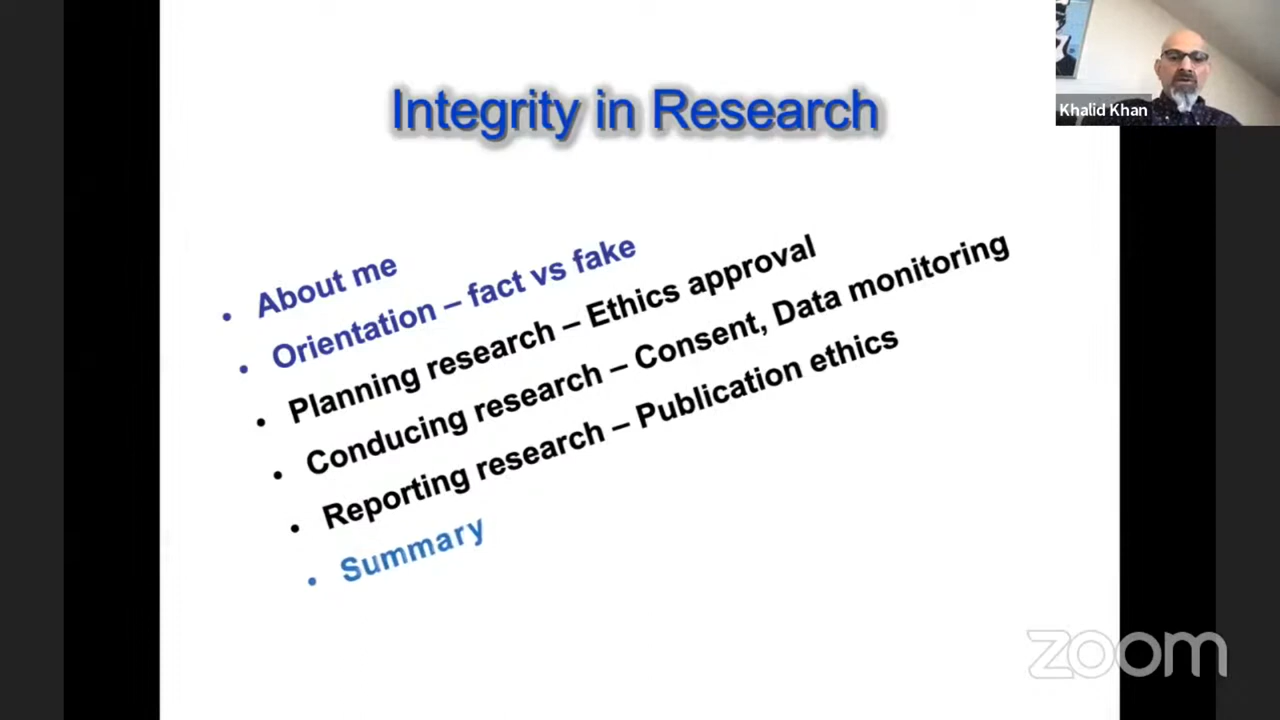 Integrity in Research
Khalid Khan
• About me
• Orientation – fact vs fake
• Planning research – Ethics approval
• Conducing research – Consent, Data monitoring
• Reporting research – Publication ethics
• Summary
zoom